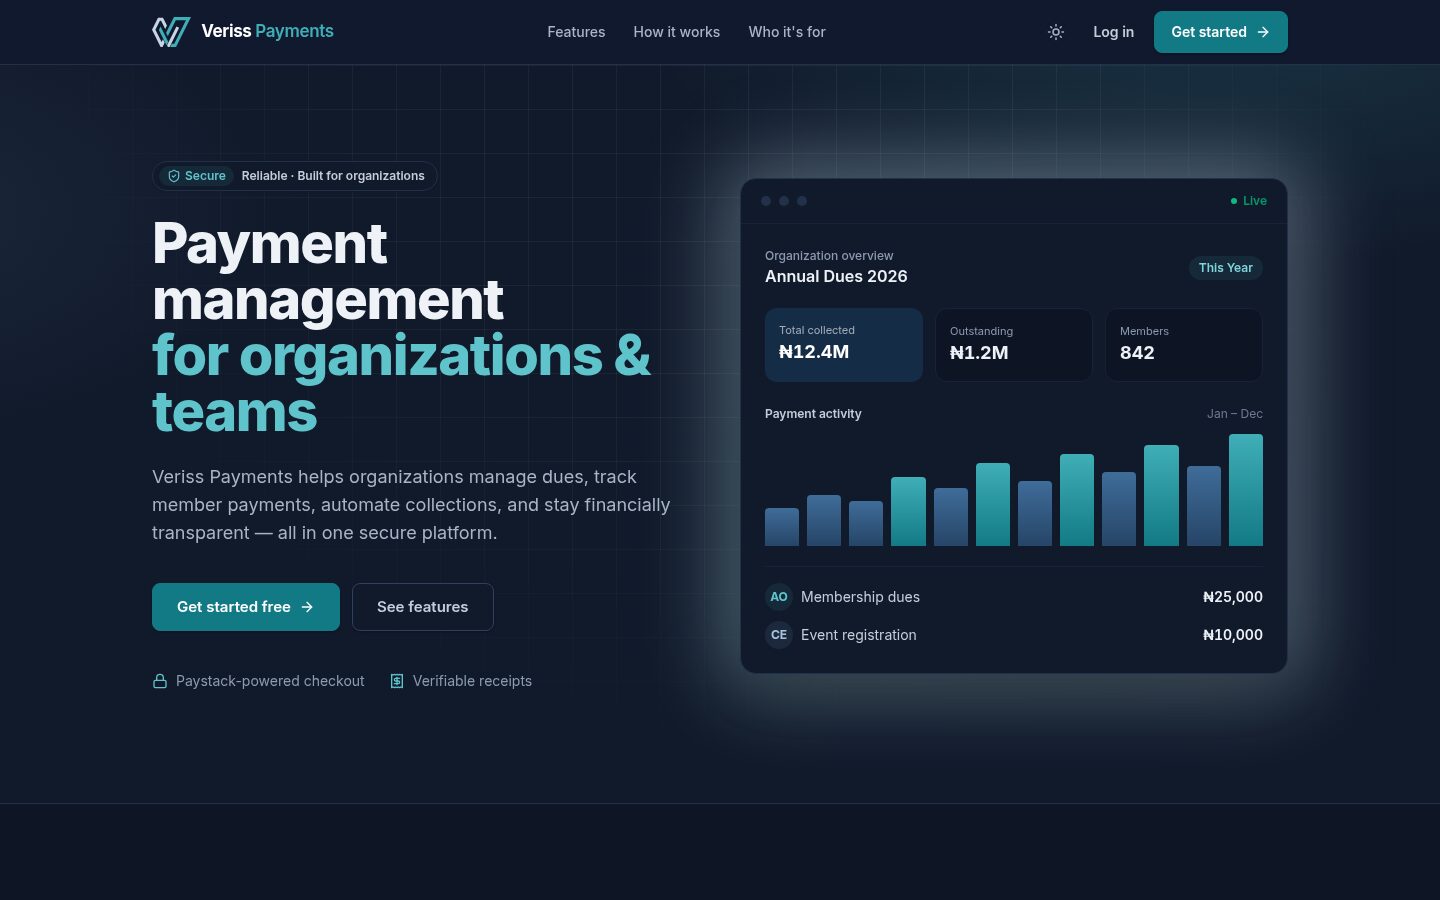 Veriss Payments
Features
How it works
Who it's for
Log in
Get started
Secure
Reliable · Built for organizations
Payment
management
for organizations &
teams
Veriss Payments helps organizations manage dues, track
member payments, automate collections, and stay financially
transparent — all in one secure platform.
Get started free
See features
Paystack-powered checkout
Verifiable receipts
Live
Organization overview
Annual Dues 2026
This Year
Total collected
₦12.4M
Outstanding
₦1.2M
Members
842
Payment activity
Jan – Dec
AO Membership dues ₦25,000
CE Event registration ₦10,000